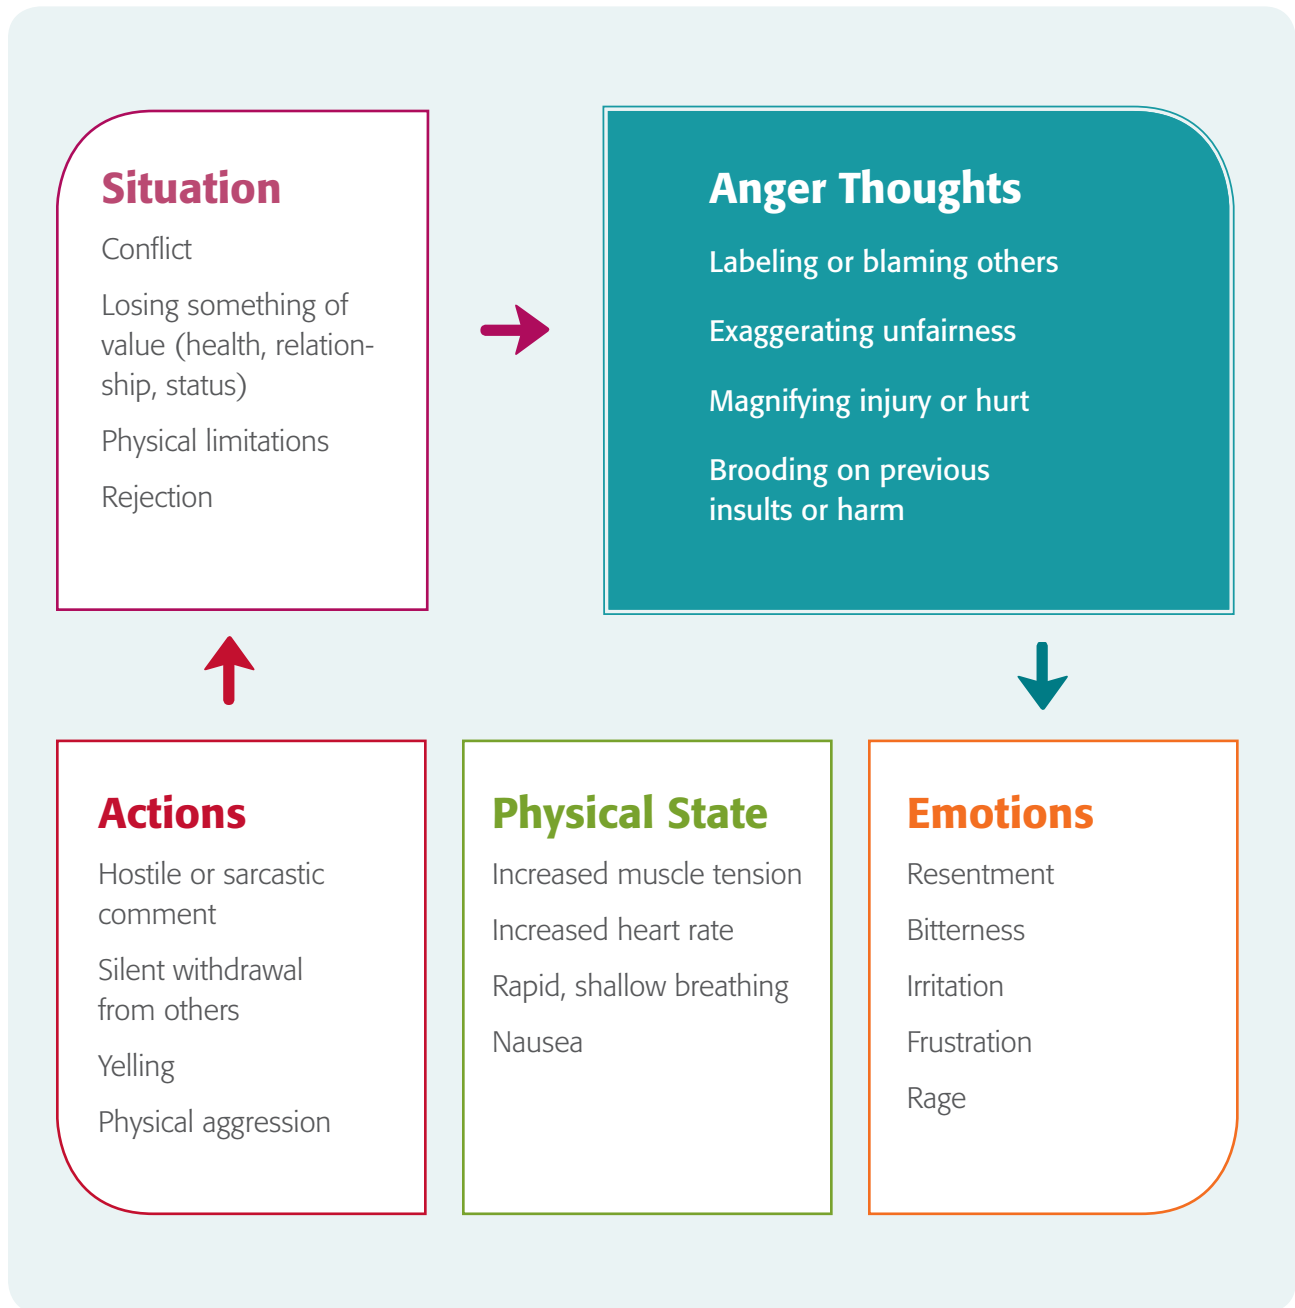 Situation
Conflict
Losing something of
value (health, relation-
ship, status)
Physical limitations
Rejection
Anger Thoughts
Labeling or blaming others
Exaggerating unfairness
Magnifying injury or hurt
Brooding on previous
insults or harm
Actions
Hostile or sarcastic
comment
Silent withdrawal
from others
Yelling
Physical aggression
Physical State
Increased muscle tension
Increased heart rate
Rapid, shallow breathing
Nausea
Emotions
Resentment
Bitterness
Irritation
Frustration
Rage